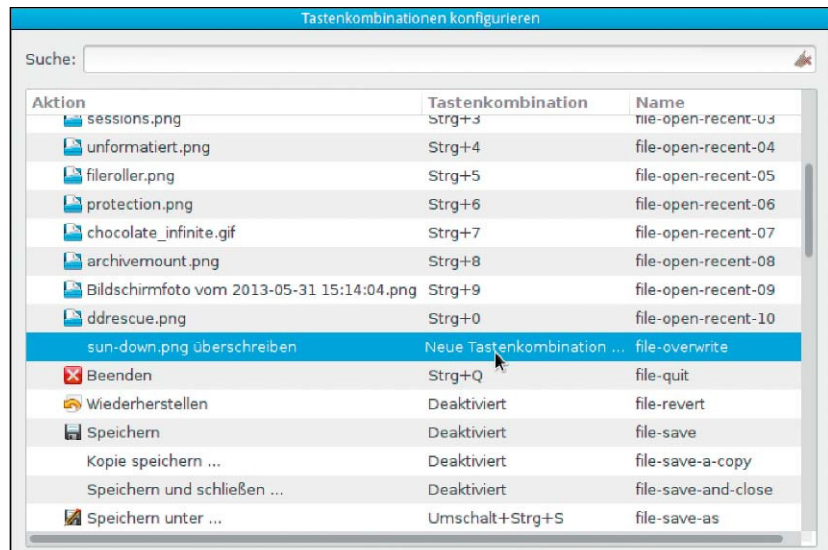 Tastenkombinationen konfigurieren
Suche:
Aktion Tastenkombination Name
sessions.png Strg+3 file-open-recent-03
unformatiert.png Strg+4 file-open-recent-04
fileroller.png Strg+5 file-open-recent-05
protection.png Strg+6 file-open-recent-06
chocolate_infinite.gif Strg+7 file-open-recent-07
archivemount.png Strg+8 file-open-recent-08
Bildschirmfoto vom 2013-05-31 15:14:04.png Strg+9 file-open-recent-09
ddrescue.png Strg+0 file-open-recent-10
sun-down.png überschreiben Neue Tastenkombination ... file-overwrite
Beenden Strg+Q file-quit
Wiederherstellen Deaktiviert file-revert
Speichern Deaktiviert file-save
Kopie speichern ... Deaktiviert file-save-a-copy
Speichern und schließen ... Deaktiviert file-save-and-close
Speichern unter ... Umschalt+Strg+S file-save-as